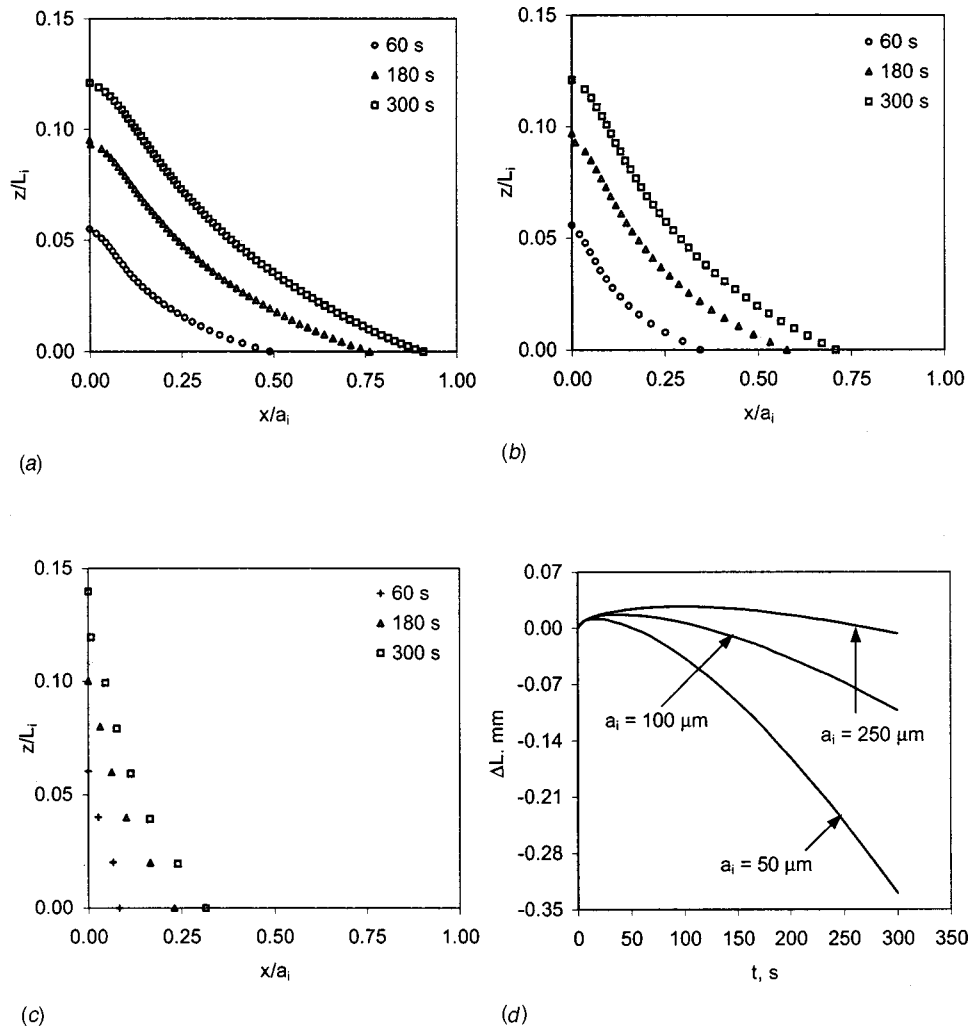 0.15
0.10
0.05
0.00
z/Lᵢ
60 s
180 s
300 s
0.00 0.25 0.50 0.75 1.00
x/aᵢ
(a)
0.15
0.10
0.05
0.00
z/Lᵢ
60 s
180 s
300 s
0.00 0.25 0.50 0.75 1.00
x/aᵢ
(b)
0.15
0.10
0.05
0.00
z/Lᵢ
60 s
180 s
300 s
0.00 0.25 0.50 0.75 1.00
x/aᵢ
(c)
0.07
0.00
-0.07
-0.14
-0.21
-0.28
-0.35
ΔL. mm
aᵢ = 100 μm
aᵢ = 250 μm
aᵢ = 50 μm
0 50 100 150 200 250 300 350
t, s
(d)